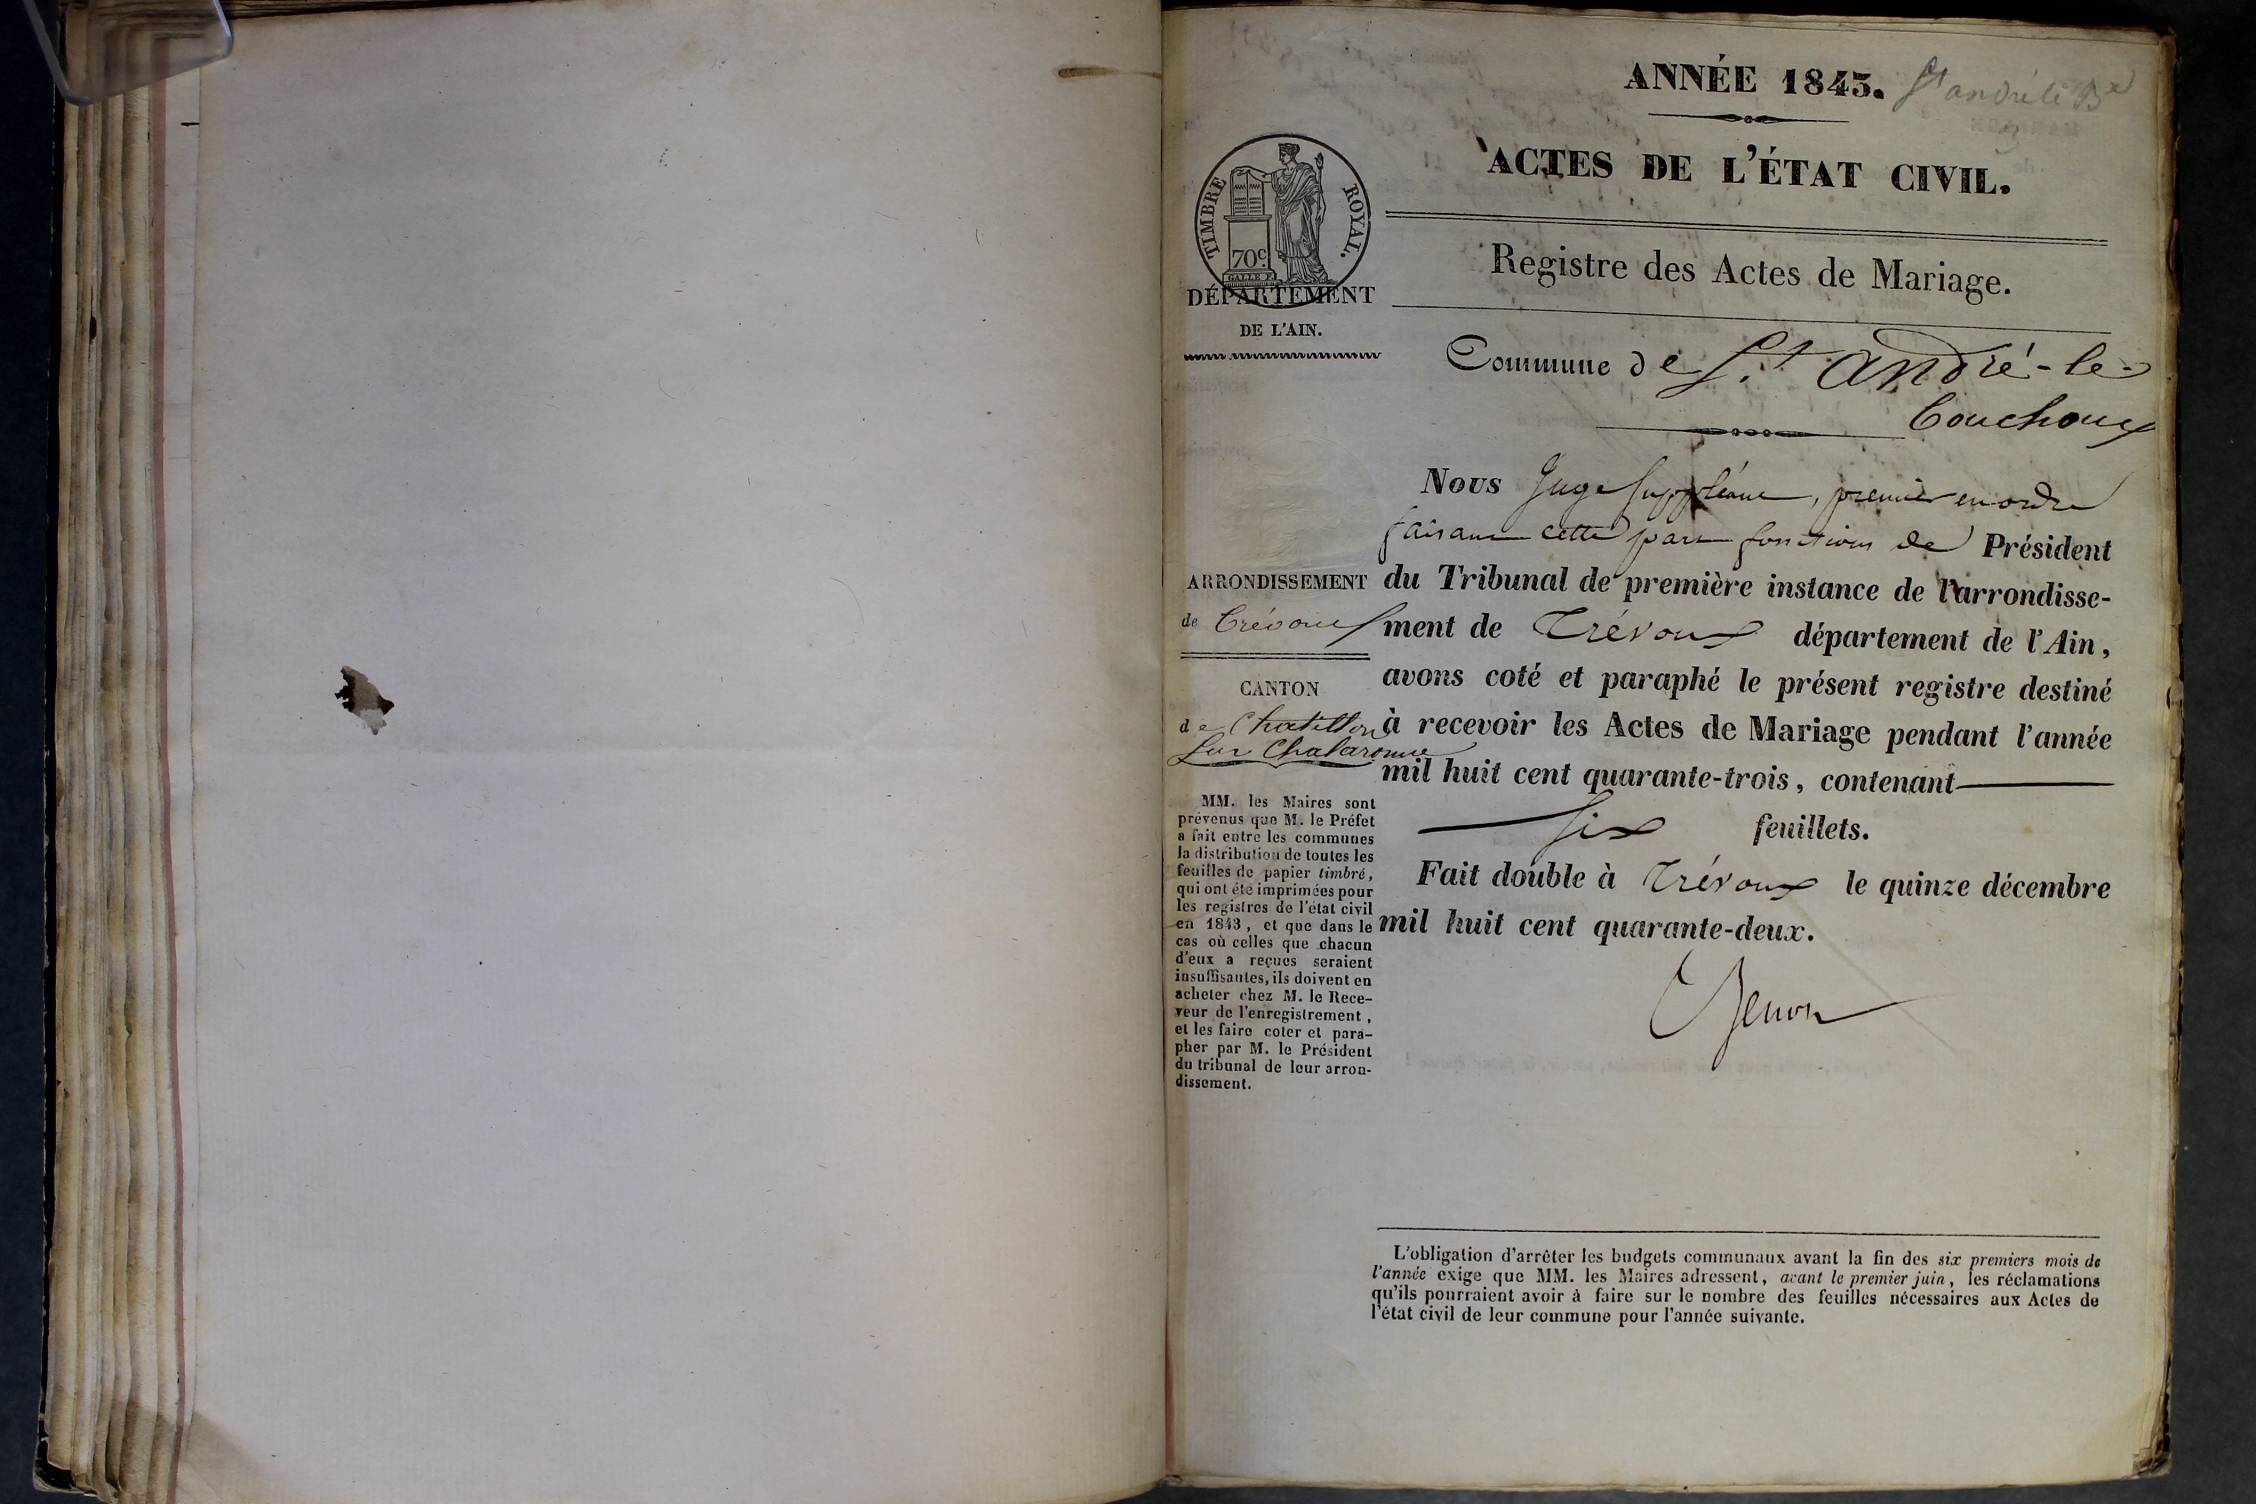 ANNÉE 1843. St andré le Bx
ACTES DE L'ÉTAT CIVIL.
TIMBRE ROYAL.
70c.
GALLE F.
DÉPARTEMENT
DE L'AIN.
Registre des Actes de Mariage.
Commune de St. André-le-
Bouchoux
Nous Juge suppléant, premier en ordre
faisant cette part fonctions de Président
du Tribunal de première instance de l'arrondisse-
ment de Trévoux département de l'Ain,
avons coté et paraphé le présent registre destiné
à recevoir les Actes de Mariage pendant l'année
mil huit cent quarante-trois, contenant
six feuillets.
Fait double à Trévoux le quinze décembre
mil huit cent quarante-deux.
ARRONDISSEMENT
de Trévoux
CANTON
de Chatillon
sur Chalaronne
MM. les Maires sont
prévenus que M. le Préfet
a fait entre les communes
la distribution de toutes les
feuilles de papier timbré,
qui ont été imprimées pour
les registres de l'état civil
en 1843, et que dans le
cas où celles que chacun
d'eux a reçues seraient
insuffisantes, ils doivent en
acheter chez M. le Rece-
veur de l'enregistrement,
et les faire coter et para-
pher par M. le Président
du tribunal de leur arron-
dissement.
L'obligation d'arrêter les budgets communaux avant la fin des six premiers mois de
l'année exige que MM. les Maires adressent, avant le premier juin, les réclamations
qu'ils pourraient avoir à faire sur le nombre des feuilles nécessaires aux Actes de
l'état civil de leur commune pour l'année suivante.